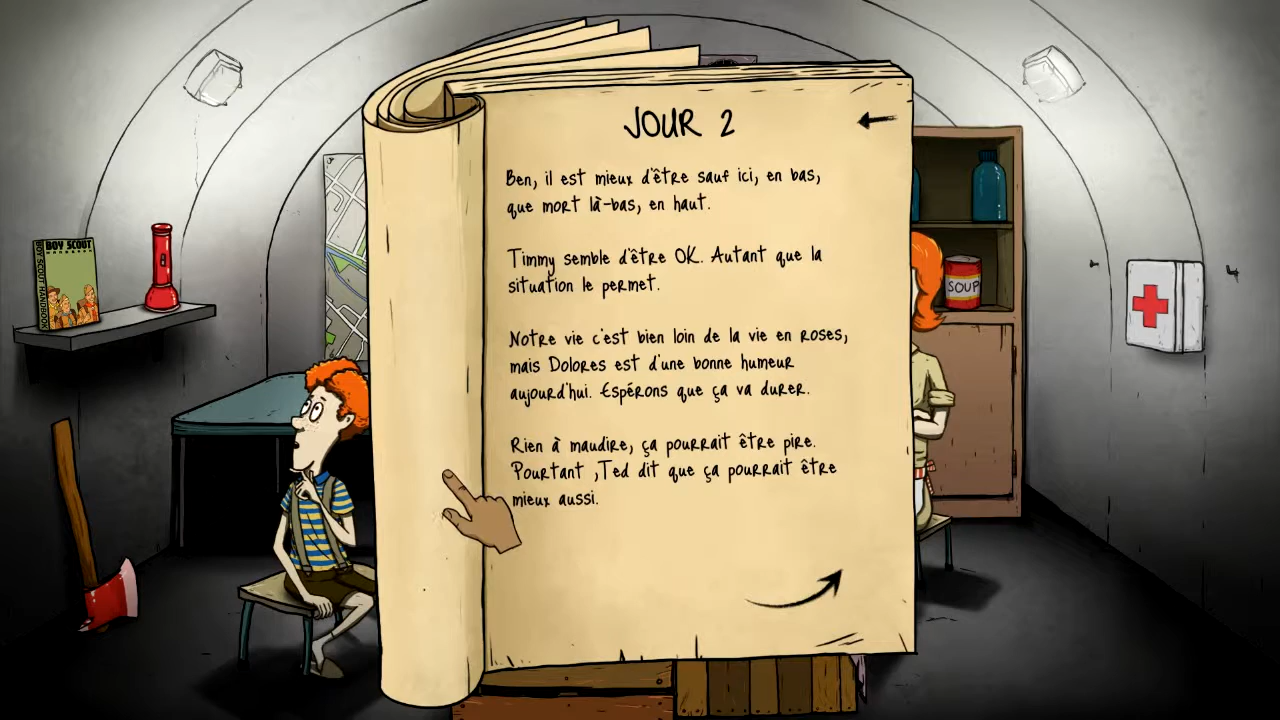 JOUR 2
Ben, il est mieux d'être sauf ici, en bas,
que mort là-bas, en haut.
Timmy semble d'être OK. Autant que la
situation le permet.
Notre vie c'est bien loin de la vie en roses,
mais Dolores est d'une bonne humeur
aujourd'hui. Espérons que ça va durer.
Rien à maudire, ça pourrait être pire.
Pourtant ,Ted dit que ça pourrait être
mieux aussi.
BOY SCOUT
BOY SCOUT HANDBOOK
SOUP